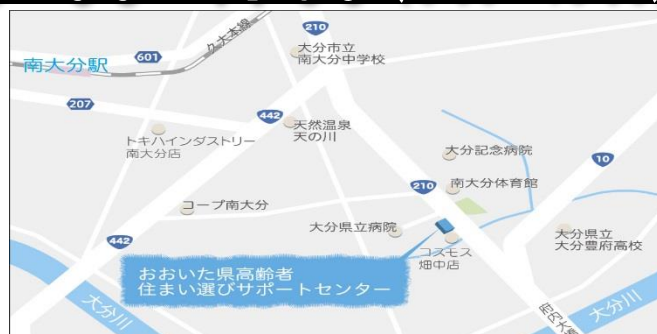 210
久大本線
大分市立
南大分中学校
601
南大分駅
207
442
天然温泉
天の川
トキハインダストリー
南大分店
大分記念病院
10
210
南大分体育館
コープ南大分
大分県立病院
442
コスモス
畑中店
大分県立
大分豊府高校
おおいた県高齢者
住まい選びサポートセンター
大分川
大分川